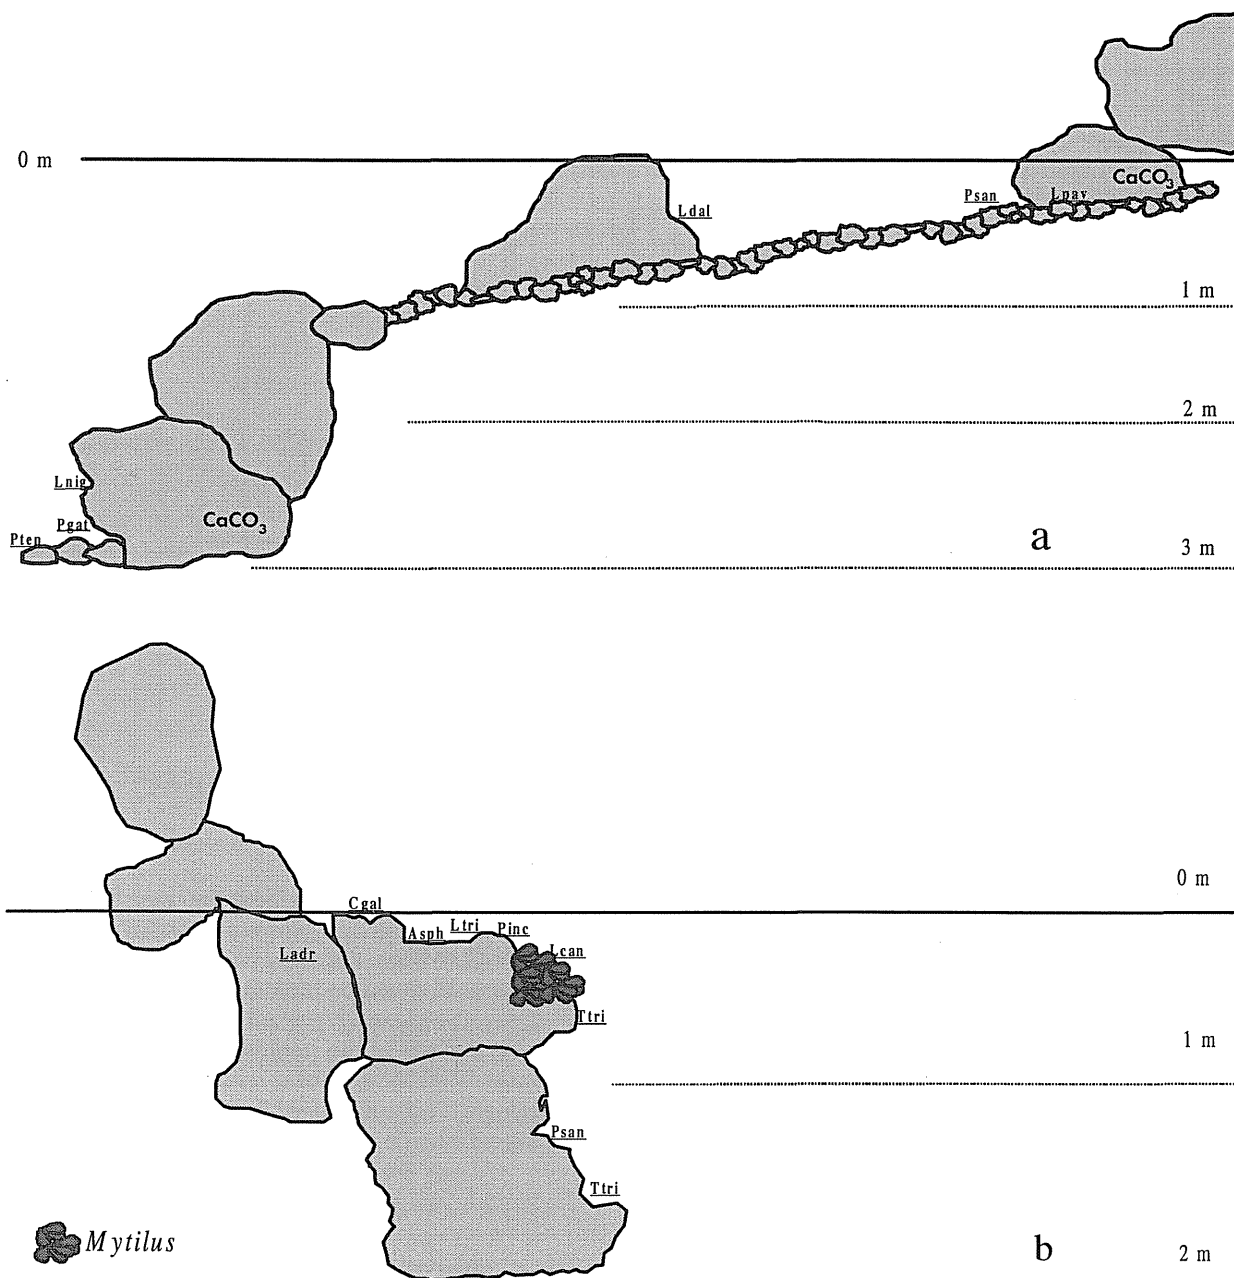 0 m
Psan
Lpav
CaCO3
Ldal
1 m
2 m
Lnig
CaCO3
Pgat
Pten
a
3 m
0 m
Cgal
Asph
Ltri
Pinc
Ladr
Lcan
Ttri
1 m
Psan
Ttri
Mytilus
b
2 m